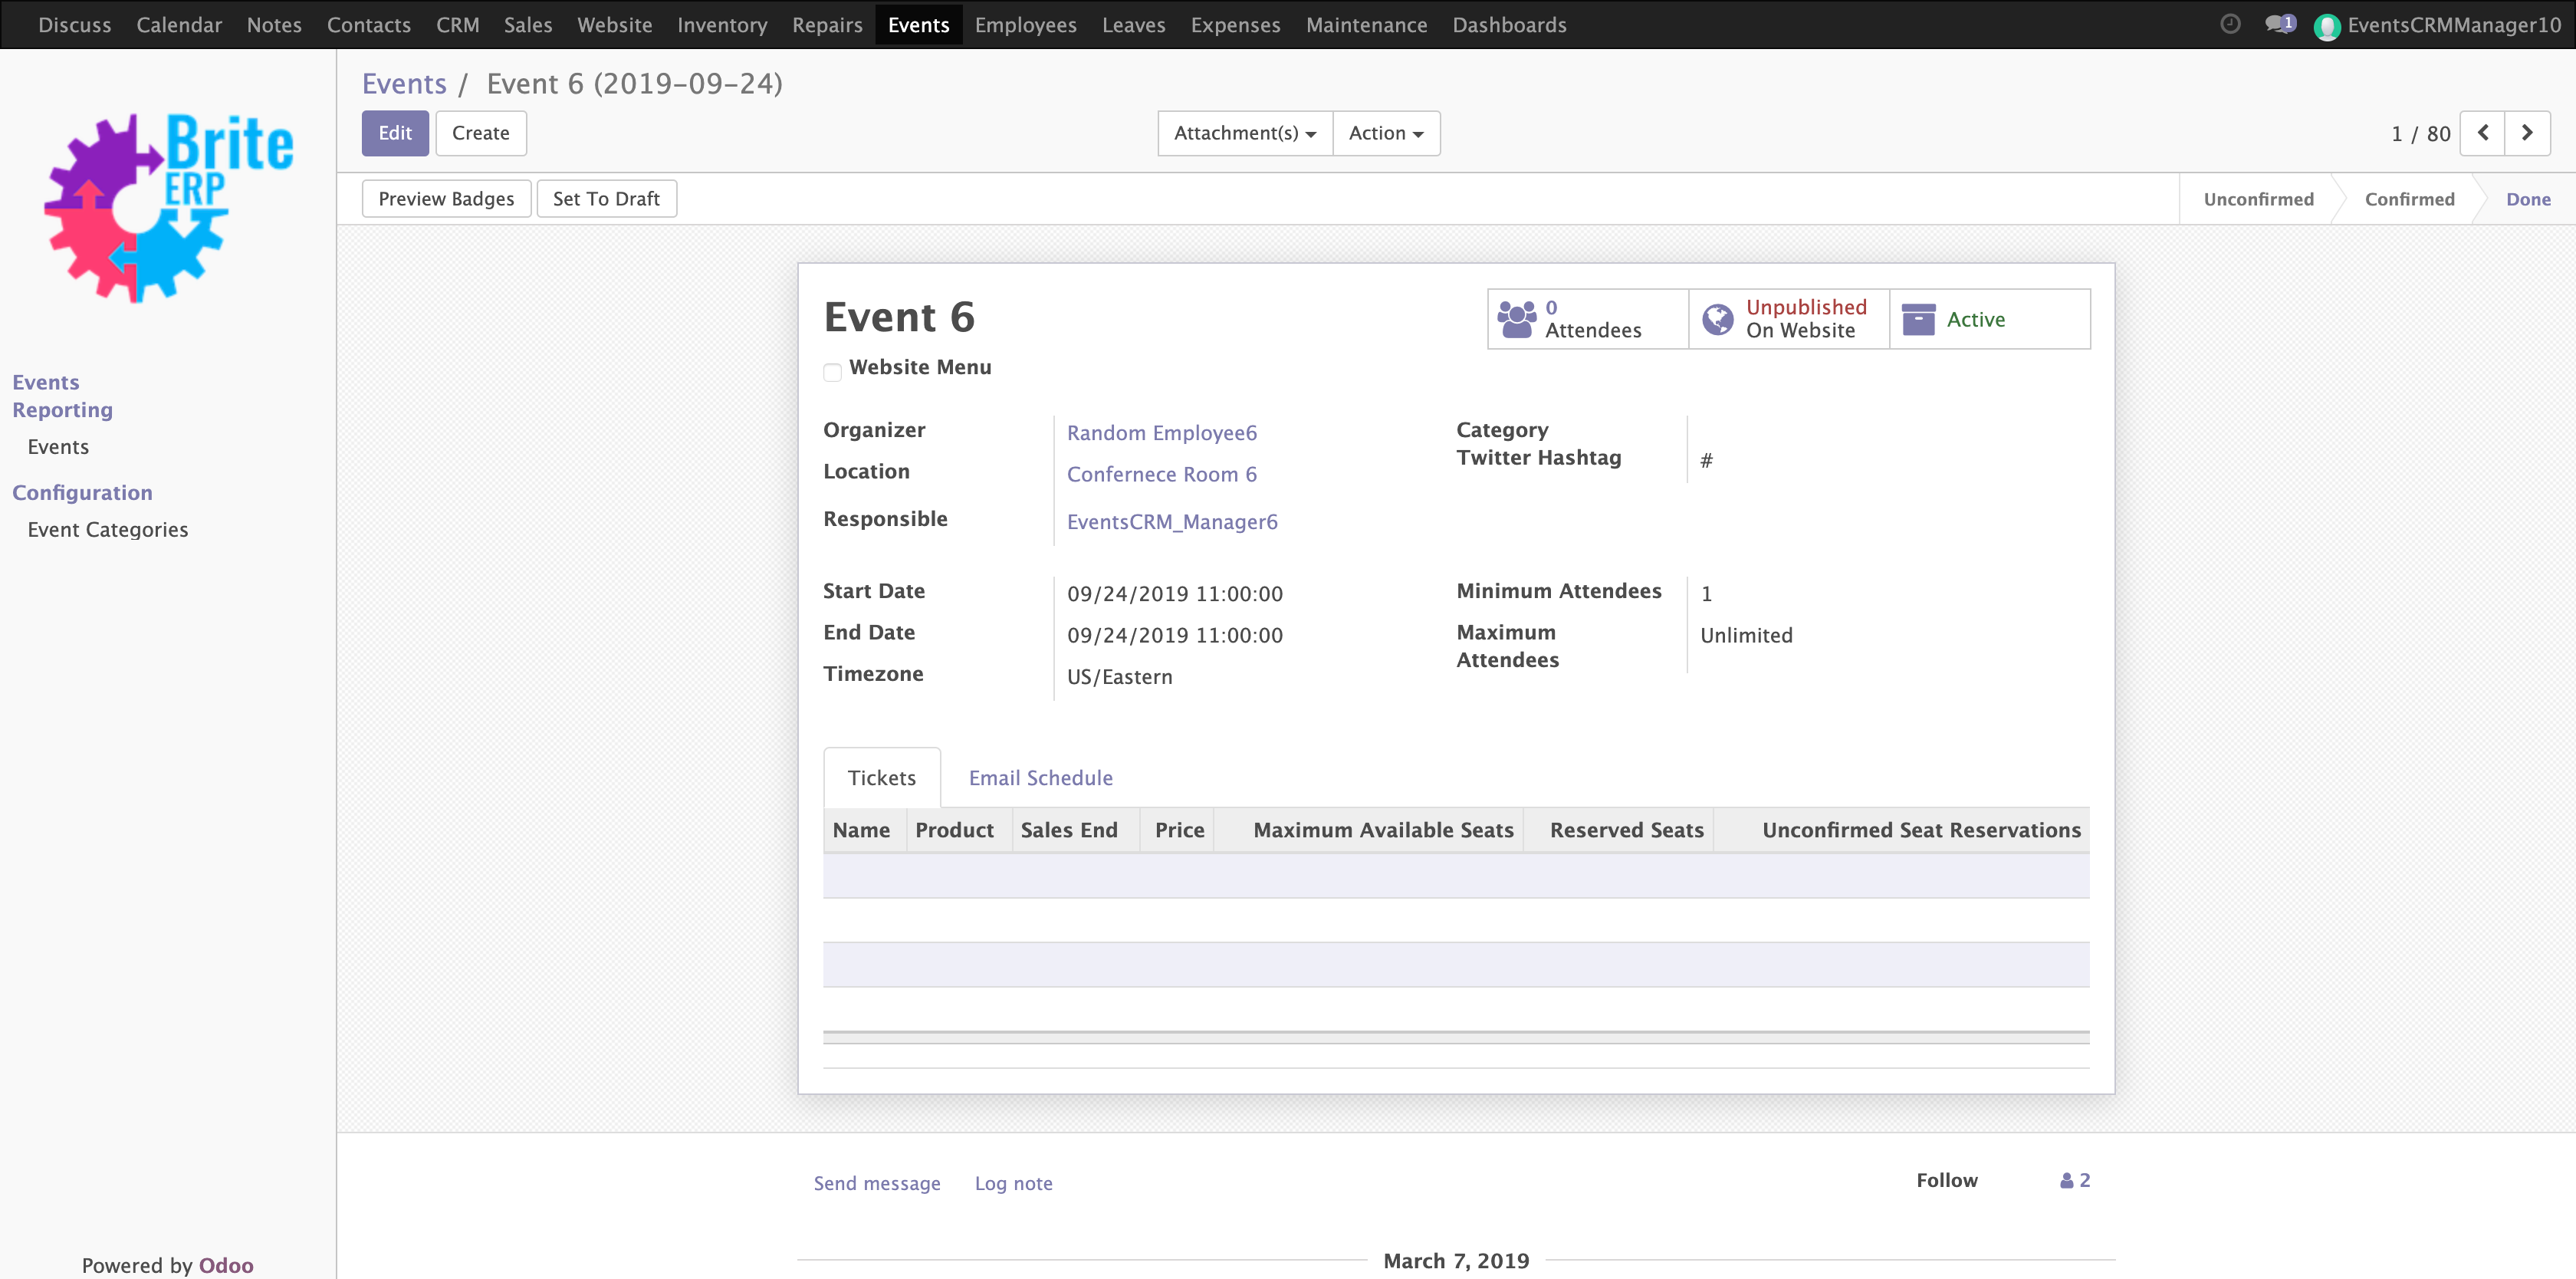 Discuss Calendar Notes Contacts CRM Sales Website Inventory Repairs Events Employees Leaves Expenses Maintenance Dashboards 1 EventsCRMManager10
Brite
ERP
Events
Reporting
Events
Configuration
Event Categories
Powered by Odoo
Events / Event 6 (2019-09-24)
Edit Create Attachment(s) Action 1 / 80
Preview Badges Set To Draft Unconfirmed Confirmed Done
Event 6
0
Attendees
Unpublished
On Website
Active
Website Menu
Organizer Random Employee6
Location Confernece Room 6
Responsible EventsCRM_Manager6
Category
Twitter Hashtag #
Start Date 09/24/2019 11:00:00
End Date 09/24/2019 11:00:00
Timezone US/Eastern
Minimum Attendees 1
Maximum Unlimited
Attendees
Tickets Email Schedule
Name Product Sales End Price Maximum Available Seats Reserved Seats Unconfirmed Seat Reservations
Send message Log note Follow 2
March 7, 2019